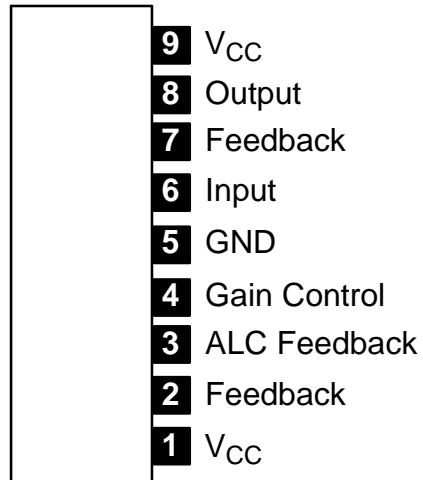 9 VCC
8 Output
7 Feedback
6 Input
5 GND
4 Gain Control
3 ALC Feedback
2 Feedback
1 VCC